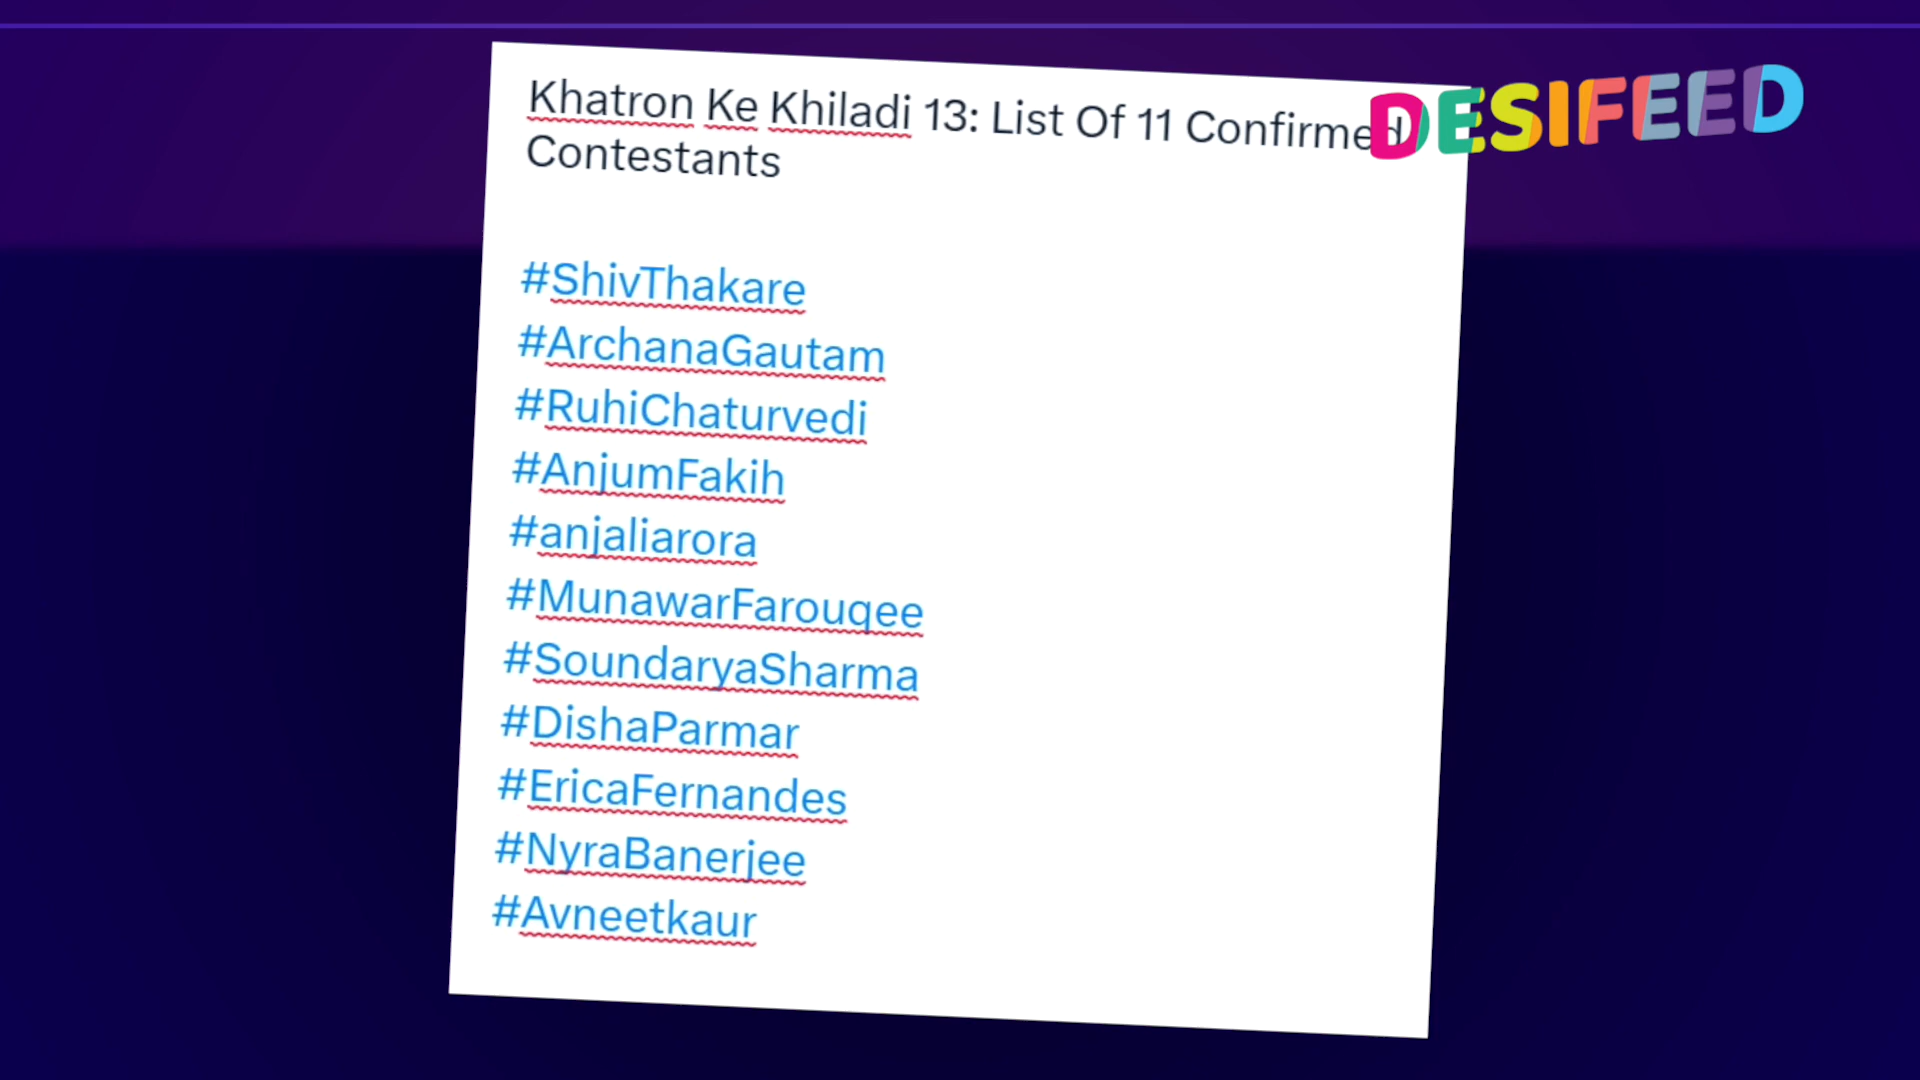 Khatron Ke Khiladi 13: List Of 11 Confirmed
Contestants
#ShivThakare
#ArchanaGautam
#RuhiChaturvedi
#AnjumFakih
#anjaliarora
#MunawarFarouqee
#SoundaryaSharma
#DishaParmar
#EricaFernandes
#NyraBanerjee
#Avneetkaur
DESIFEED